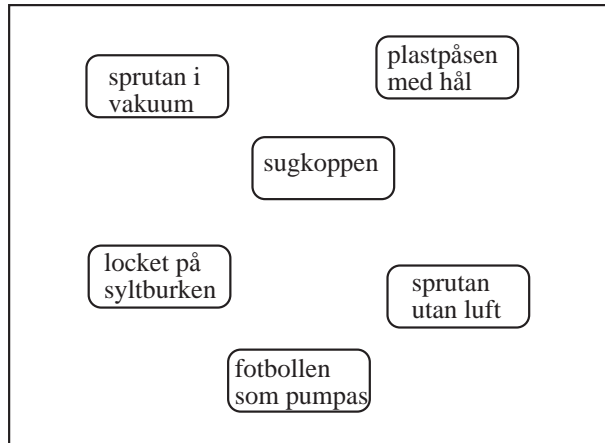 sprutan i
vakuum
plastpåsen
med hål
sugkoppen
locket på
syltburken
sprutan
utan luft
fotbollen
som pumpas